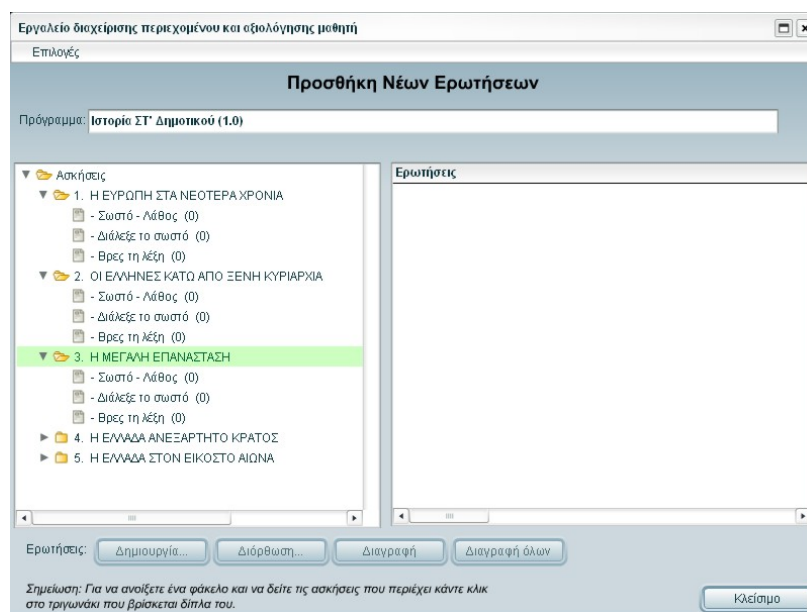 Εργαλείο διαχείρισης περιεχομένου και αξιολόγησης μαθητή
Επιλογές
Προσθήκη Νέων Ερωτήσεων
Πρόγραμμα: Ιστορία ΣΤ' Δημοτικού (1.0)
Ασκήσεις
1. Η ΕΥΡΩΠΗ ΣΤΑ ΝΕΟΤΕΡΑ ΧΡΟΝΙΑ
- Σωστό - Λάθος (0)
- Διάλεξε το σωστό (0)
- Βρες τη λέξη (0)
2. ΟΙ ΕΛΛΗΝΕΣ ΚΑΤΩ ΑΠΟ ΞΕΝΗ ΚΥΡΙΑΡΧΙΑ
- Σωστό - Λάθος (0)
- Διάλεξε το σωστό (0)
- Βρες τη λέξη (0)
3. Η ΜΕΓΑΛΗ ΕΠΑΝΑΣΤΑΣΗ
- Σωστό - Λάθος (0)
- Διάλεξε το σωστό (0)
- Βρες τη λέξη (0)
4. Η ΕΛΛΑΔΑ ΑΝΕΞΑΡΤΗΤΟ ΚΡΑΤΟΣ
5. Η ΕΛΛΑΔΑ ΣΤΟΝ ΕΙΚΟΣΤΟ ΑΙΩΝΑ
Ερωτήσεις
Ερωτήσεις: Δημιουργία... Διόρθωση... Διαγραφή Διαγραφή όλων
Σημείωση: Για να ανοίξετε ένα φάκελο και να δείτε τις ασκήσεις που περιέχει κάντε κλικ
στο τριγωνάκι που βρίσκεται δίπλα του.
Κλείσιμο